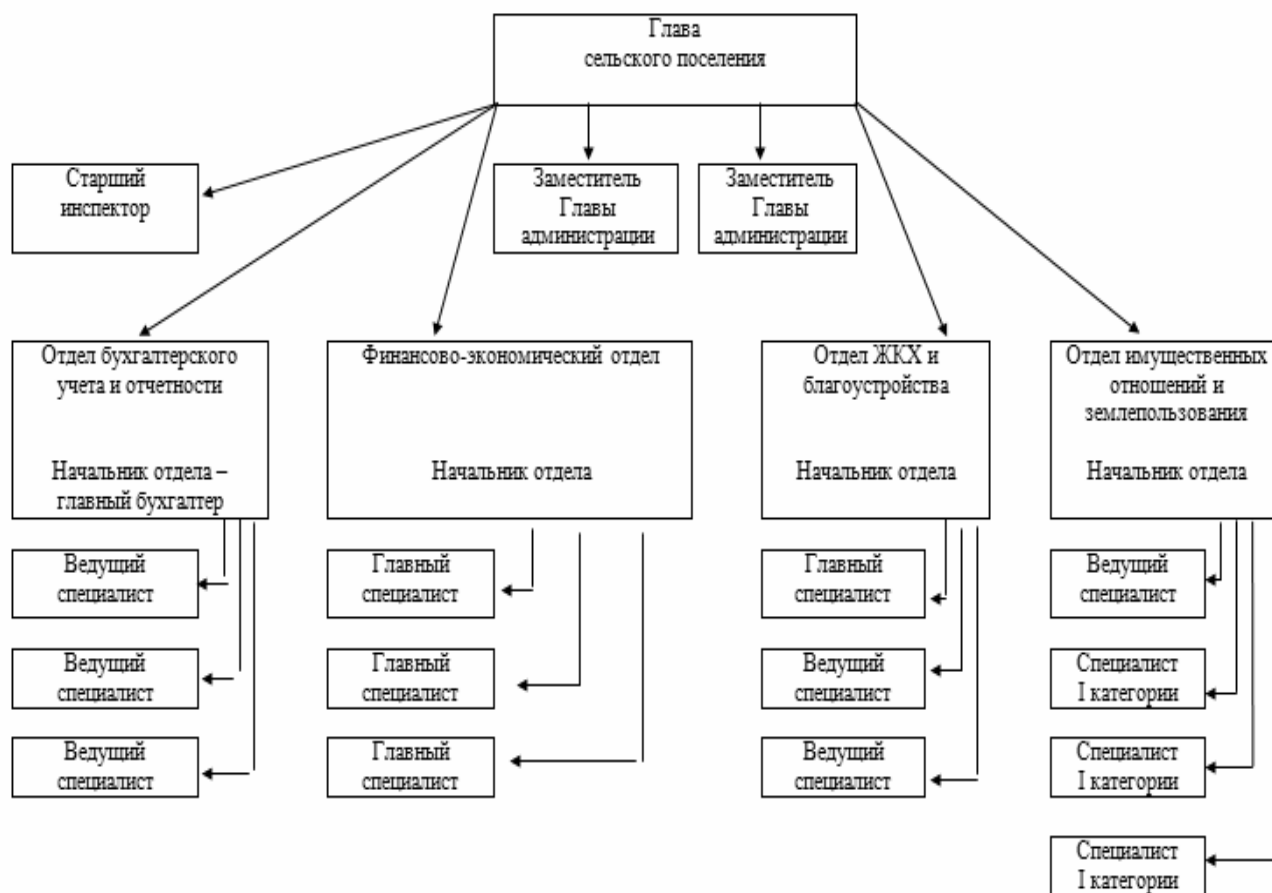 Глава
сельского поселения
Старший
инспектор
Заместитель
Главы
администрации
Заместитель
Главы
администрации
Отдел бухгалтерского
учета и отчетности
Начальник отдела –
главный бухгалтер
Финансово-экономический отдел
Начальник отдела
Отдел ЖКХ и
благоустройства
Начальник отдела
Отдел имущественных
отношений и
землепользования
Начальник отдела
Ведущий
специалист
Ведущий
специалист
Ведущий
специалист
Главный
специалист
Главный
специалист
Главный
специалист
Главный
специалист
Ведущий
специалист
Ведущий
специалист
Ведущий
специалист
Специалист
I категории
Специалист
I категории
Специалист
I категории